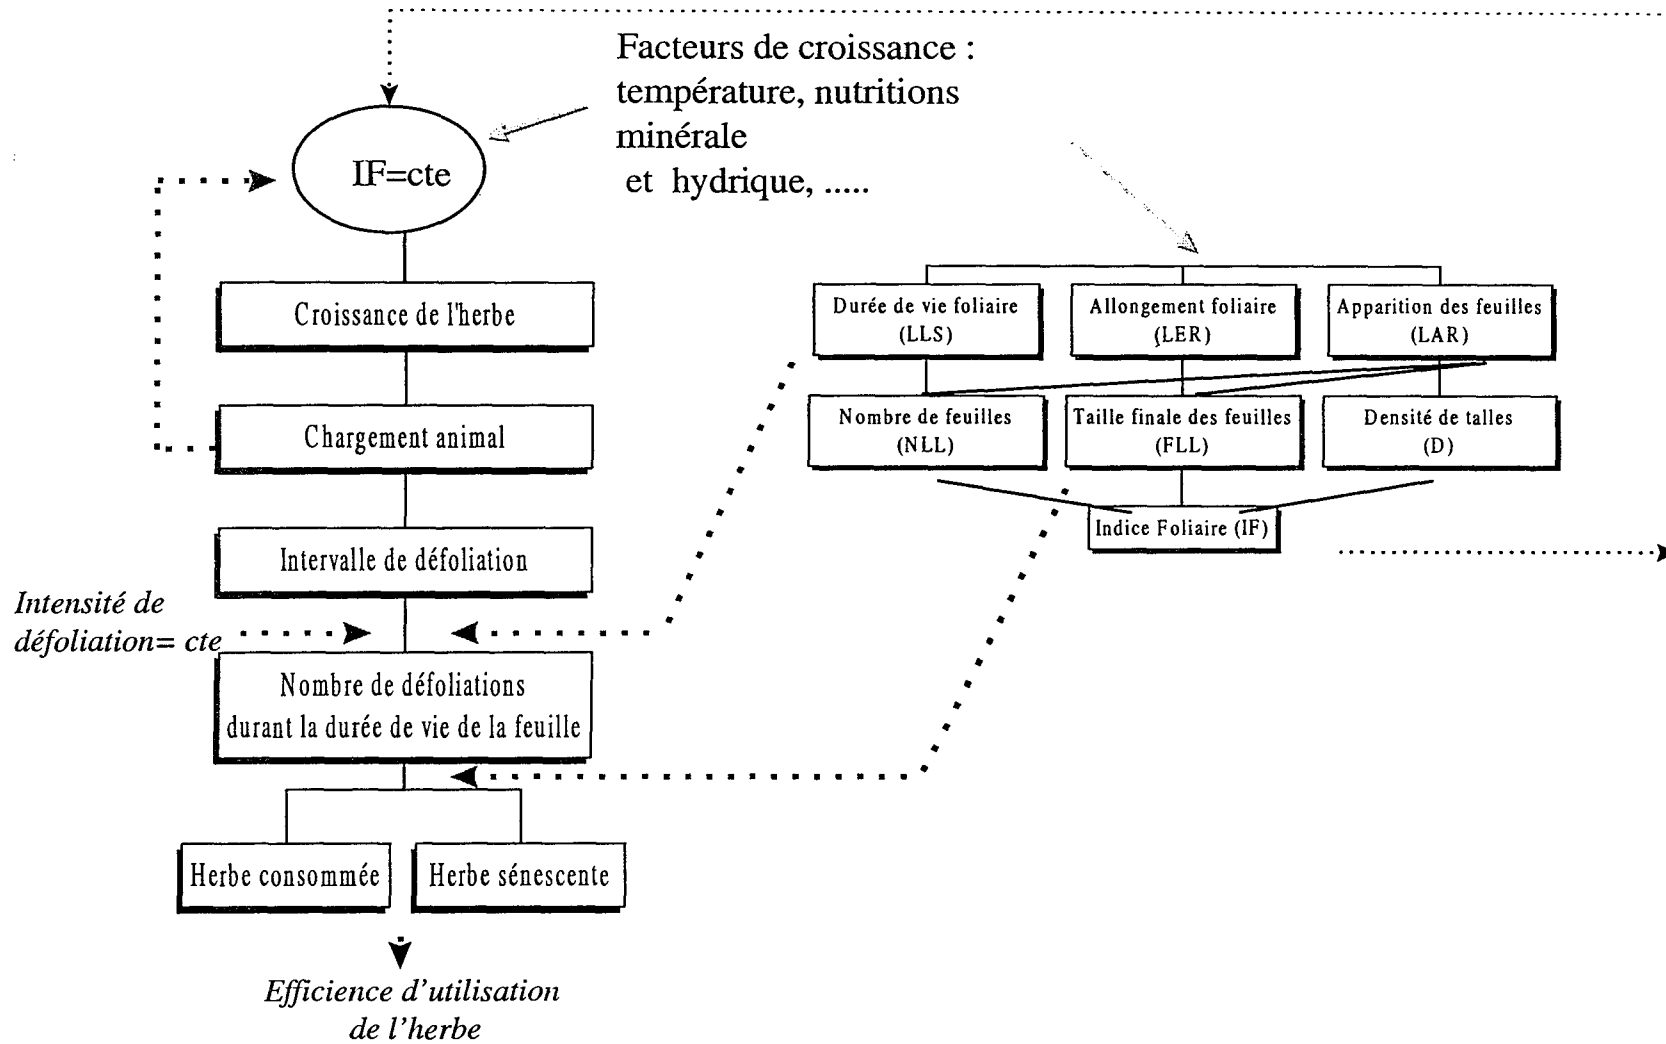 Facteurs de croissance :
température, nutritions
minérale
et hydrique, .....
IF=cte
Croissance de l'herbe
Chargement animal
Intervalle de défoliation
Intensité de
défoliation= cte
Nombre de défoliations
durant la durée de vie de la feuille
Herbe consommée
Herbe sénescente
Efficience d'utilisation
de l'herbe
Durée de vie foliaire
(LLS)
Allongement foliaire
(LER)
Apparition des feuilles
(LAR)
Nombre de feuilles
(NLL)
Taille finale des feuilles
(FLL)
Densité de talles
(D)
Indice Foliaire (IF)